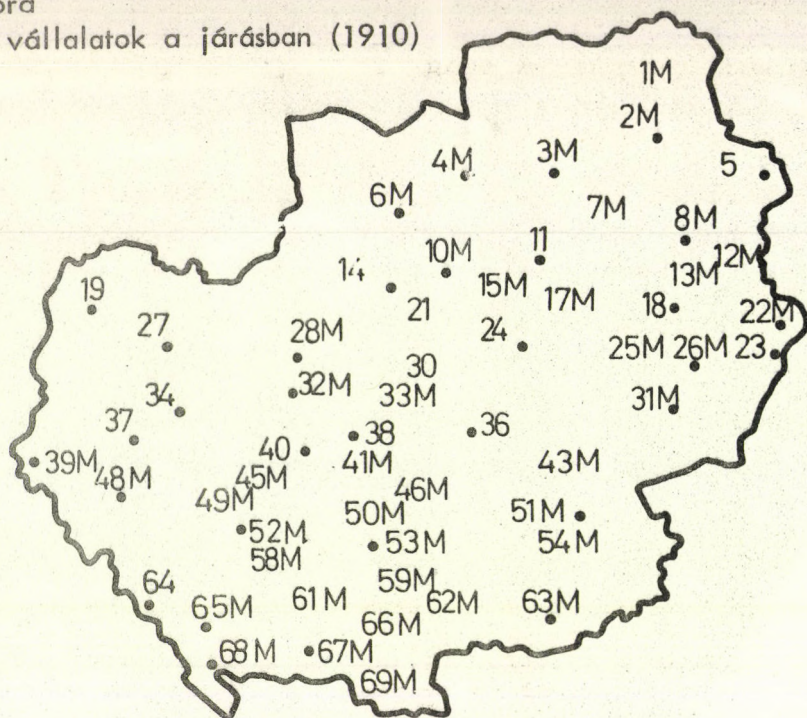 ora
vállalatok a járásban (1910)
1M
2M
4M 3M 5
6M 7M
8M
10M 11 12M
14 15M 13M
19 21 17M 18 22M
27 28M 24 25M 26M 23
30
34 32M 33M 31M
37 38 36
39M 40 41M 43M
48M 45M 46M
49M 50M 51M
52M 53M 54M
58M 59M
64 61M 62M 63M
65M 66M
68M 67M
69M